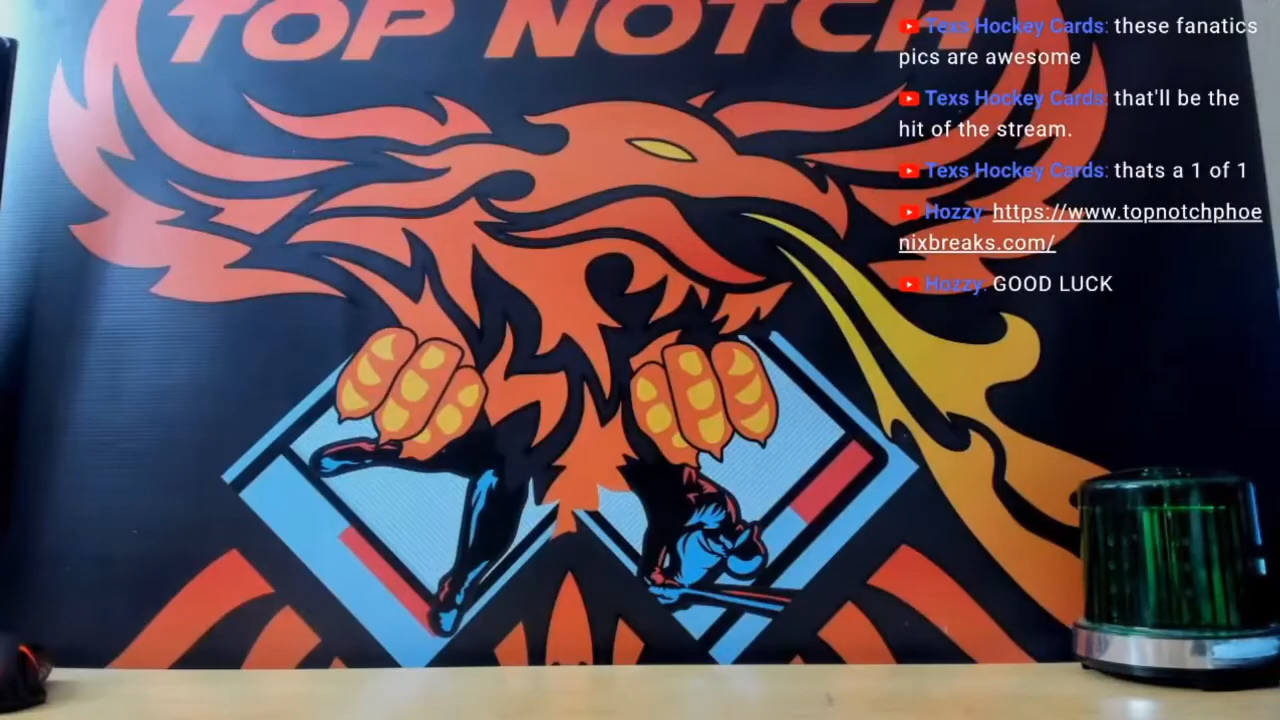 TOP NOTCH
Texs Hockey Cards: these fanatics
pics are awesome
Texs Hockey Cards: that'll be the
hit of the stream.
Texs Hockey Cards: thats a 1 of 1
Hozzy: https://www.topnotchphoe
nixbreaks.com/
Hozzy: GOOD LUCK